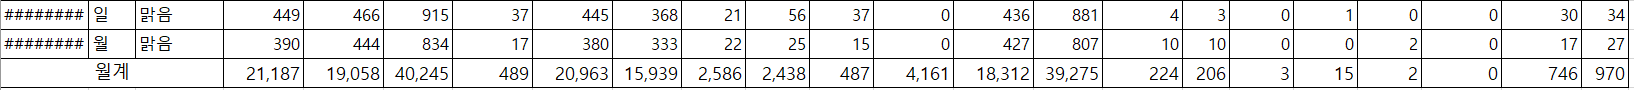 ######## 일 맑음 449 466 915 37 445 368 21 56 37 0 436 881 4 3 0 1 0 0 30 34
######## 월 맑음 390 444 834 17 380 333 22 25 15 0 427 807 10 10 0 0 2 0 17 27
월계 21,187 19,058 40,245 489 20,963 15,939 2,586 2,438 487 4,161 18,312 39,275 224 206 3 15 2 0 746 970